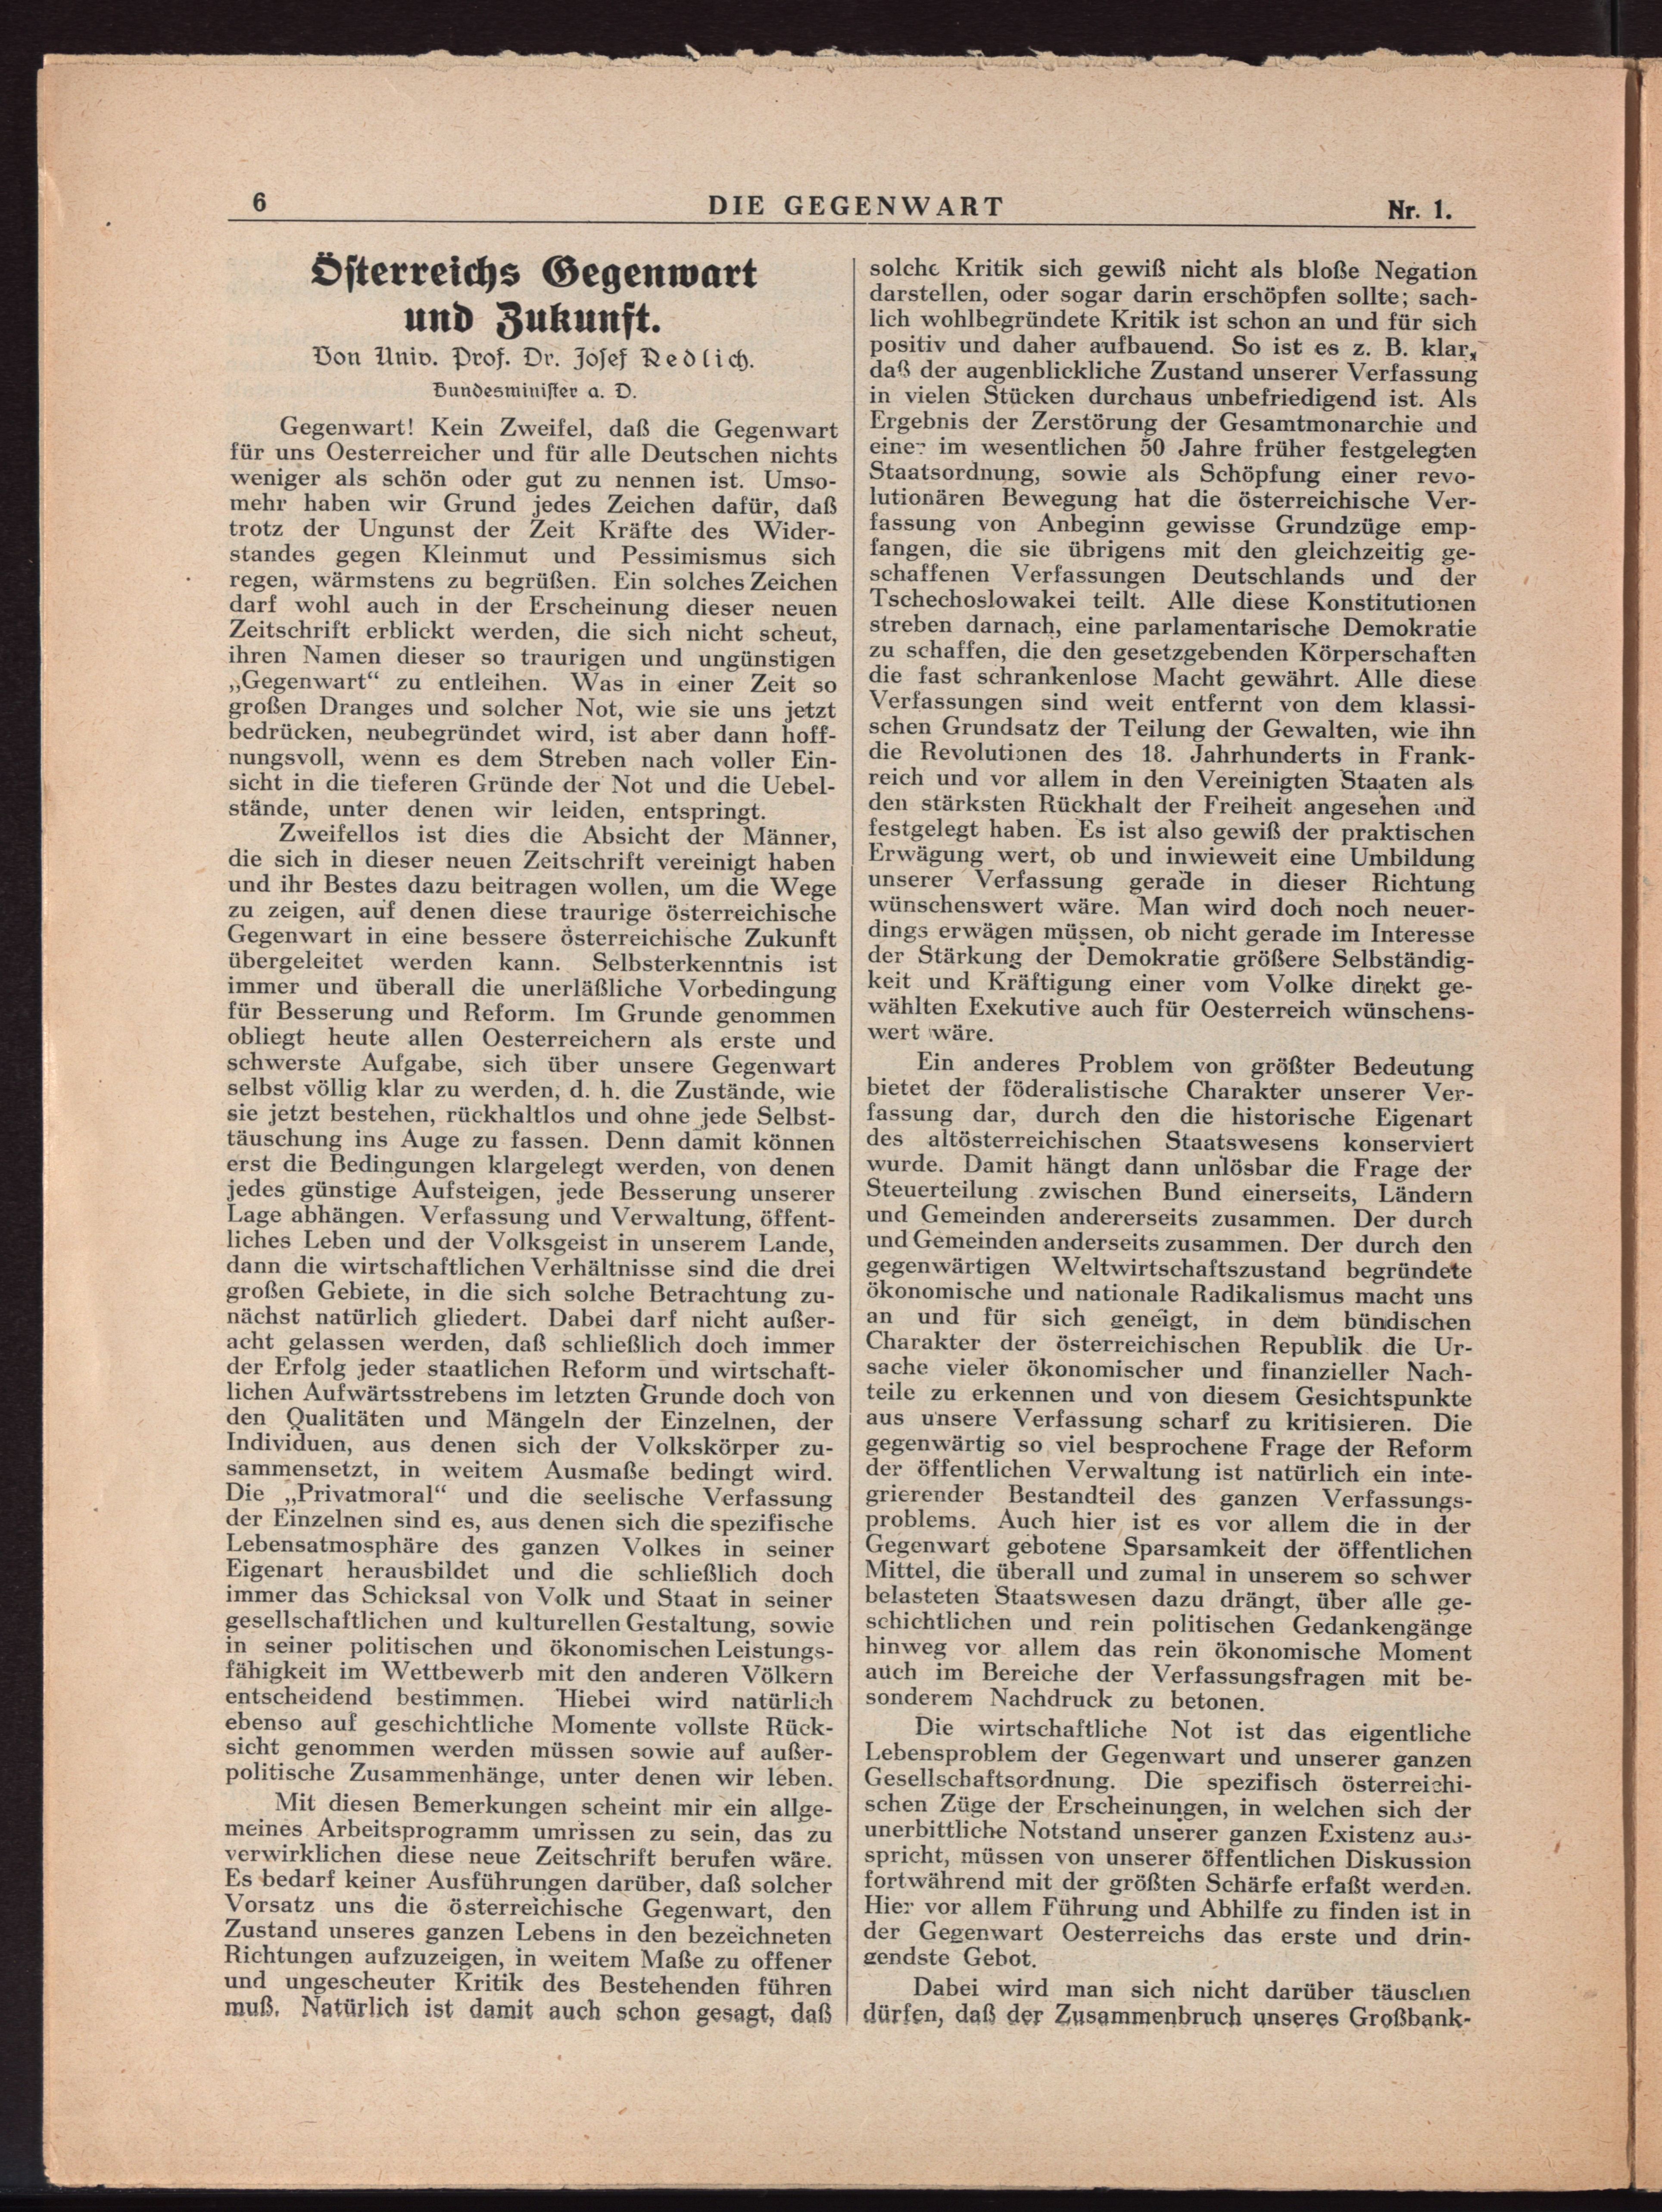 6
DIE GEGENWART
Nr. 1.
Österreichs Gegenwart
und Zukunft.
Von Univ. Prof. Dr. Josef Redlich.
Bundesminister a. D.
Gegenwart! Kein Zweifel, daß die Gegenwart
für uns Oesterreicher und für alle Deutschen nichts
weniger als schön oder gut zu nennen ist. Umso-
mehr haben wir Grund jedes Zeichen dafür, daß
trotz der Ungunst der Zeit Kräfte des Wider-
standes gegen Kleinmut und Pessimismus sich
regen, wärmstens zu begrüßen. Ein solches Zeichen
darf wohl auch in der Erscheinung dieser neuen
Zeitschrift erblickt werden, die sich nicht scheut,
ihren Namen dieser so traurigen und ungünstigen
„Gegenwart“ zu entleihen. Was in einer Zeit so
großen Dranges und solcher Not, wie sie uns jetzt
bedrücken, neubegründet wird, ist aber dann hoff-
nungsvoll, wenn es dem Streben nach voller Ein-
sicht in die tieferen Gründe der Not und die Uebel-
stände, unter denen wir leiden, entspringt.
Zweifellos ist dies die Absicht der Männer,
die sich in dieser neuen Zeitschrift vereinigt haben
und ihr Bestes dazu beitragen wollen, um die Wege
zu zeigen, auf denen diese traurige österreichische
Gegenwart in eine bessere österreichische Zukunft
übergeleitet werden kann. Selbsterkenntnis ist
immer und überall die unerläßliche Vorbedingung
für Besserung und Reform. Im Grunde genommen
obliegt heute allen Oesterreichern als erste und
schwerste Aufgabe, sich über unsere Gegenwart
selbst völlig klar zu werden, d. h. die Zustände, wie
sie jetzt bestehen, rückhaltlos und ohne jede Selbst-
täuschung ins Auge zu fassen. Denn damit können
erst die Bedingungen klargelegt werden, von denen
jedes günstige Aufsteigen, jede Besserung unserer
Lage abhängen. Verfassung und Verwaltung, öffent-
liches Leben und der Volksgeist in unserem Lande,
dann die wirtschaftlichen Verhältnisse sind die drei
großen Gebiete, in die sich solche Betrachtung zu-
nächst natürlich gliedert. Dabei darf nicht außer-
acht gelassen werden, daß schließlich doch immer
der Erfolg jeder staatlichen Reform und wirtschaft-
lichen Aufwärtsstrebens im letzten Grunde doch von
den Qualitäten und Mängeln der Einzelnen, der
Individuen, aus denen sich der Volkskörper zu-
sammensetzt, in weitem Ausmaße bedingt wird.
Die „Privatmoral“ und die seelische Verfassung
der Einzelnen sind es, aus denen sich die spezifische
Lebensatmosphäre des ganzen Volkes in seiner
Eigenart herausbildet und die schließlich doch
immer das Schicksal von Volk und Staat in seiner
gesellschaftlichen und kulturellen Gestaltung, sowie
in seiner politischen und ökonomischen Leistungs-
fähigkeit im Wettbewerb mit den anderen Völkern
entscheidend bestimmen. Hiebei wird natürlich
ebenso auf geschichtliche Momente vollste Rück-
sicht genommen werden müssen sowie auf außer-
politische Zusammenhänge, unter denen wir leben.
Mit diesen Bemerkungen scheint mir ein allge-
meines Arbeitsprogramm umrissen zu sein, das zu
verwirklichen diese neue Zeitschrift berufen wäre.
Es bedarf keiner Ausführungen darüber, daß solcher
Vorsatz uns die österreichische Gegenwart, den
Zustand unseres ganzen Lebens in den bezeichneten
Richtungen aufzuzeigen, in weitem Maße zu offener
und ungescheuter Kritik des Bestehenden führen
muß. Natürlich ist damit auch schon gesagt, daß
solche Kritik sich gewiß nicht als bloße Negation
darstellen, oder sogar darin erschöpfen sollte; sach-
lich wohlbegründete Kritik ist schon an und für sich
positiv und daher aufbauend. So ist es z. B. klar,
daß der augenblickliche Zustand unserer Verfassung
in vielen Stücken durchaus unbefriedigend ist. Als
Ergebnis der Zerstörung der Gesamtmonarchie und
einer im wesentlichen 50 Jahre früher festgelegten
Staatsordnung, sowie als Schöpfung einer revo-
lutionären Bewegung hat die österreichische Ver-
fassung von Anbeginn gewisse Grundzüge emp-
fangen, die sie übrigens mit den gleichzeitig ge-
schaffenen Verfassungen Deutschlands und der
Tschechoslowakei teilt. Alle diese Konstitutionen
streben darnach, eine parlamentarische Demokratie
zu schaffen, die den gesetzgebenden Körperschaften
die fast schrankenlose Macht gewährt. Alle diese
Verfassungen sind weit entfernt von dem klassi-
schen Grundsatz der Teilung der Gewalten, wie ihn
die Revolutionen des 18. Jahrhunderts in Frank-
reich und vor allem in den Vereinigten Staaten als
den stärksten Rückhalt der Freiheit angesehen und
festgelegt haben. Es ist also gewiß der praktischen
Erwägung wert, ob und inwieweit eine Umbildung
unserer Verfassung gerade in dieser Richtung
wünschenswert wäre. Man wird doch noch neuer-
dings erwägen müssen, ob nicht gerade im Interesse
der Stärkung der Demokratie größere Selbständig-
keit und Kräftigung einer vom Volke direkt ge-
wählten Exekutive auch für Oesterreich wünschens-
wert wäre.
Ein anderes Problem von größter Bedeutung
bietet der föderalistische Charakter unserer Ver-
fassung dar, durch den die historische Eigenart
des altösterreichischen Staatswesens konserviert
wurde. Damit hängt dann unlösbar die Frage der
Steuerteilung zwischen Bund einerseits, Ländern
und Gemeinden andererseits zusammen. Der durch
und Gemeinden anderseits zusammen. Der durch den
gegenwärtigen Weltwirtschaftszustand begründete
ökonomische und nationale Radikalismus macht uns
an und für sich geneigt, in dem bündischen
Charakter der österreichischen Republik die Ur-
sache vieler ökonomischer und finanzieller Nach-
teile zu erkennen und von diesem Gesichtspunkte
aus unsere Verfassung scharf zu kritisieren. Die
gegenwärtig so viel besprochene Frage der Reform
der öffentlichen Verwaltung ist natürlich ein inte-
grierender Bestandteil des ganzen Verfassungs-
problems. Auch hier ist es vor allem die in der
Gegenwart gebotene Sparsamkeit der öffentlichen
Mittel, die überall und zumal in unserem so schwer
belasteten Staatswesen dazu drängt, über alle ge-
schichtlichen und rein politischen Gedankengänge
hinweg vor allem das rein ökonomische Moment
auch im Bereiche der Verfassungsfragen mit be-
sonderem Nachdruck zu betonen.
Die wirtschaftliche Not ist das eigentliche
Lebensproblem der Gegenwart und unserer ganzen
Gesellschaftsordnung. Die spezifisch österreichi-
schen Züge der Erscheinungen, in welchen sich der
unerbittliche Notstand unserer ganzen Existenz aus-
spricht, müssen von unserer öffentlichen Diskussion
fortwährend mit der größten Schärfe erfaßt werden.
Hier vor allem Führung und Abhilfe zu finden ist in
der Gegenwart Oesterreichs das erste und drin-
gendste Gebot.
Dabei wird man sich nicht darüber täuschen
dürfen, daß der Zusammenbruch unseres Großbank-